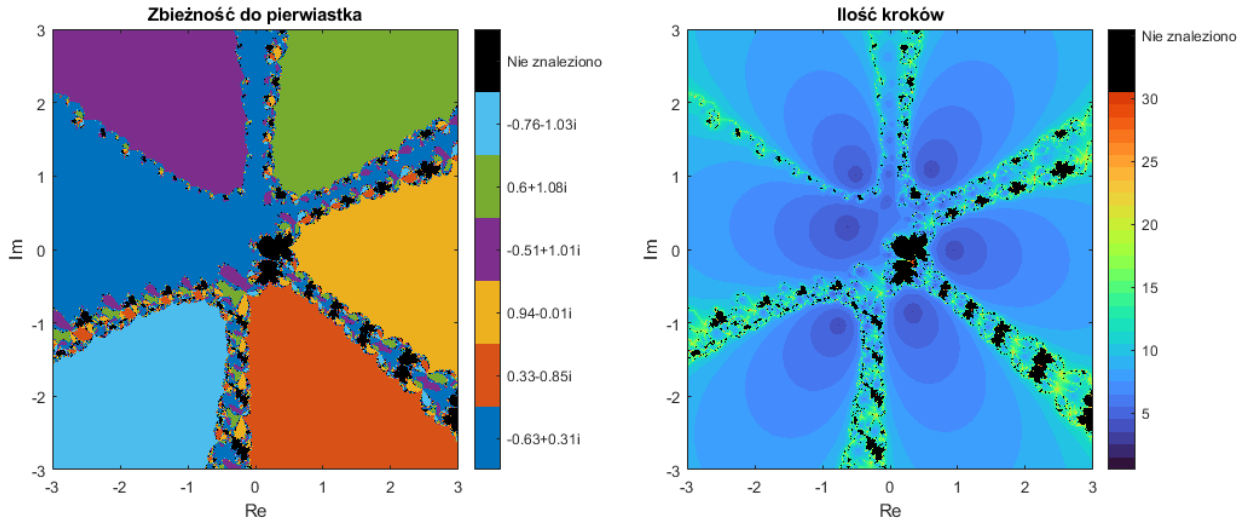 Zbieżność do pierwiastka
3
2
1
0
-1
-2
-3
Im
-3
-2
-1
0
1
2
3
Re
Nie znaleziono
-0.76-1.03i
0.6+1.08i
-0.51+1.01i
0.94-0.01i
0.33-0.85i
-0.63+0.31i
Ilość kroków
3
2
1
0
-1
-2
-3
Im
-3
-2
-1
0
1
2
3
Re
Nie znaleziono
30
25
20
15
10
5